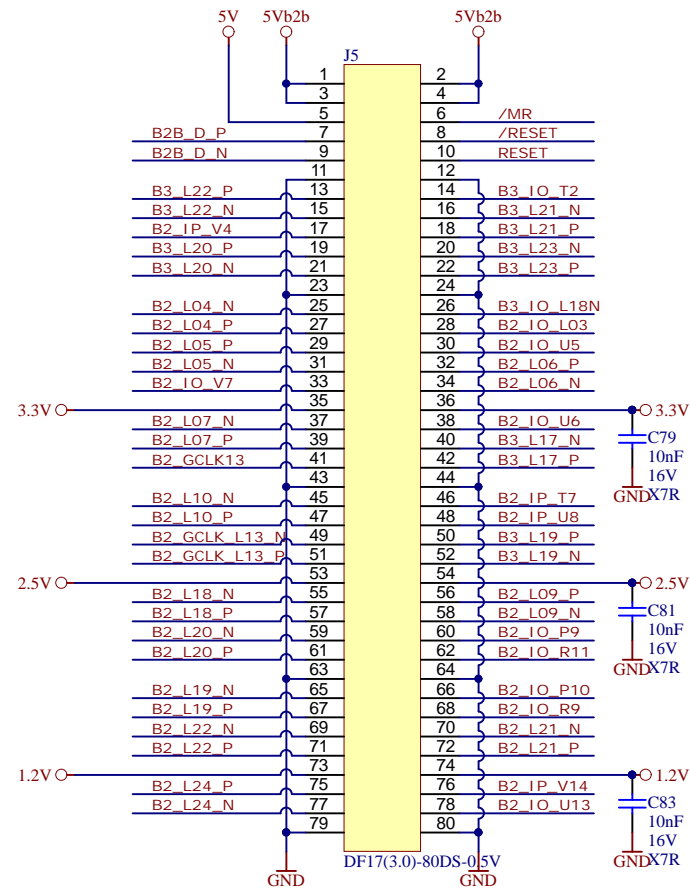 5V 5Vb2b 5Vb2b
J5
1 2
3 4
5 6 /MR
B2B_D_P 7 8 /RESET
B2B_D_N 9 10 RESET
11 12
B3_L22_P 13 14 B3_IO_T2
B3_L22_N 15 16 B3_L21_N
B2_IP_V4 17 18 B3_L21_P
B3_L20_P 19 20 B3_L23_N
B3_L20_N 21 22 B3_L23_P
23 24
B2_L04_N 25 26 B3_IO_L18N
B2_L04_P 27 28 B2_IO_L03
B2_L05_P 29 30 B2_IO_U5
B2_L05_N 31 32 B2_L06_P
B2_IO_V7 33 34 B2_L06_N
3.3V 35 36 3.3V
B2_L07_N 37 38 B2_IO_U6 C79
B2_L07_P 39 40 B3_L17_N 10nF
B2_GCLK13 41 42 B3_L17_P 16V
43 44 GND X7R
B2_L10_N 45 46 B2_IP_T7
B2_L10_P 47 48 B2_IP_U8
B2_GCLK_L13_N 49 50 B3_L19_P
B2_GCLK_L13_P 51 52 B3_L19_N
2.5V 53 54 2.5V
B2_L18_N 55 56 B2_L09_P C81
B2_L18_P 57 58 B2_L09_N 10nF
B2_L20_N 59 60 B2_IO_P9 16V
B2_L20_P 61 62 B2_IO_R11 GND X7R
63 64
B2_L19_N 65 66 B2_IO_P10
B2_L19_P 67 68 B2_IO_R9
B2_L22_N 69 70 B2_L21_N
B2_L22_P 71 72 B2_L21_P
1.2V 73 74 1.2V
B2_L24_P 75 76 B2_IP_V14 C83
B2_L24_N 77 78 B2_IO_U13 10nF
79 80 16V
DF17(3.0)-80DS-0.5V GND X7R
GND GND